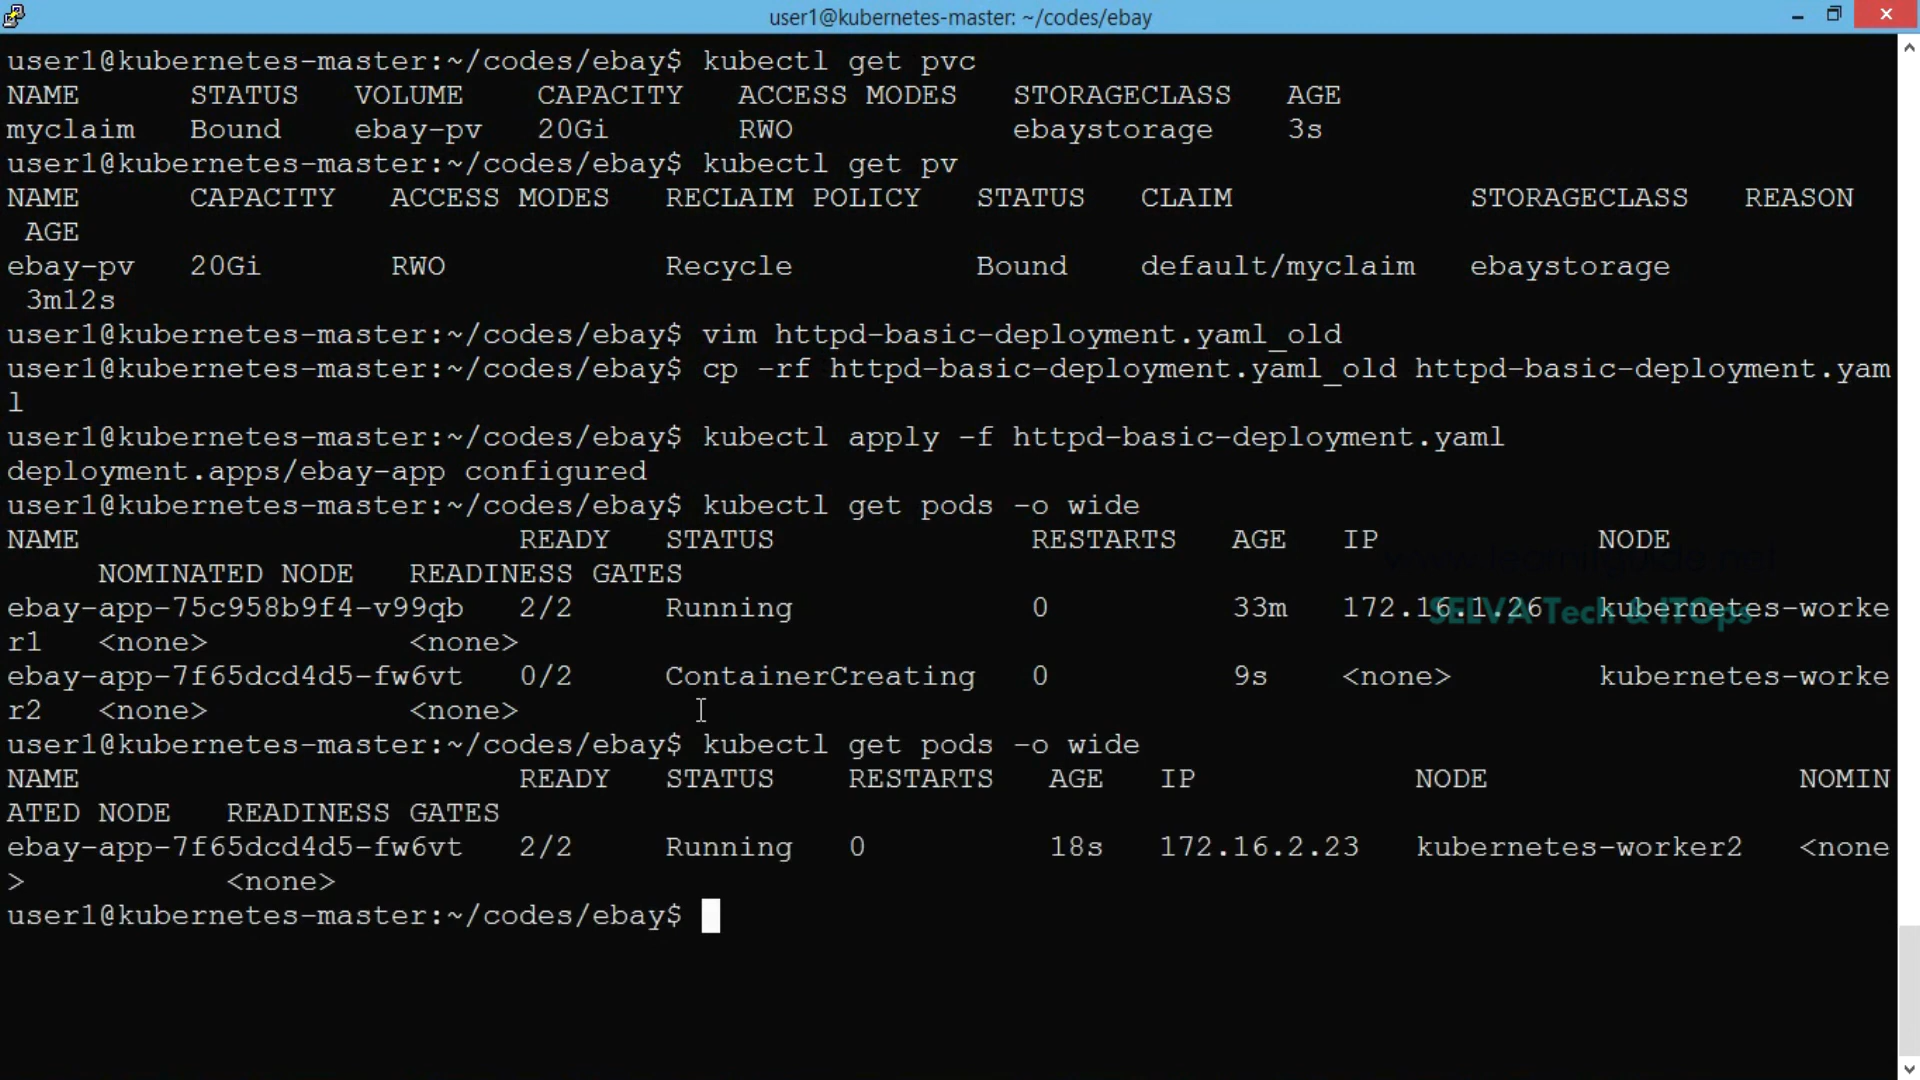 user1@kubernetes-master: ~/codes/ebay
user1@kubernetes-master:~/codes/ebay$ kubectl get pvc
NAME STATUS VOLUME CAPACITY ACCESS MODES STORAGECLASS AGE
myclaim Bound ebay-pv 20Gi RWO ebaystorage 3s
user1@kubernetes-master:~/codes/ebay$ kubectl get pv
NAME CAPACITY ACCESS MODES RECLAIM POLICY STATUS CLAIM STORAGECLASS REASON
AGE
ebay-pv 20Gi RWO Recycle Bound default/myclaim ebaystorage
3m12s
user1@kubernetes-master:~/codes/ebay$ vim httpd-basic-deployment.yaml_old
user1@kubernetes-master:~/codes/ebay$ cp -rf httpd-basic-deployment.yaml_old httpd-basic-deployment.yam
l
user1@kubernetes-master:~/codes/ebay$ kubectl apply -f httpd-basic-deployment.yaml
deployment.apps/ebay-app configured
user1@kubernetes-master:~/codes/ebay$ kubectl get pods -o wide
NAME READY STATUS RESTARTS AGE IP NODE
NOMINATED NODE READINESS GATES
ebay-app-75c958b9f4-v99qb 2/2 Running 0 33m 172.16.1.26 kubernetes-worke
SELVA Tech & ITOps
r1 <none> <none>
ebay-app-7f65dcd4d5-fw6vt 0/2 ContainerCreating 0 9s <none> kubernetes-worke
r2 <none> <none>
user1@kubernetes-master:~/codes/ebay$ kubectl get pods -o wide
NAME READY STATUS RESTARTS AGE IP NODE NOMIN
ATED NODE READINESS GATES
ebay-app-7f65dcd4d5-fw6vt 2/2 Running 0 18s 172.16.2.23 kubernetes-worker2 <none
> <none>
user1@kubernetes-master:~/codes/ebay$